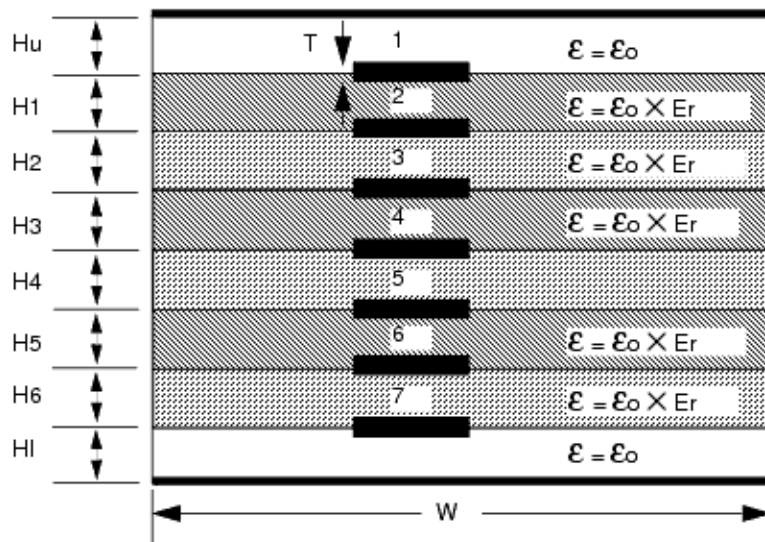 Hu
T
1
ε = εo
H1
2
ε = εo × Er
H2
3
ε = εo × Er
H3
4
ε = εo × Er
H4
5
H5
6
ε = εo × Er
H6
7
ε = εo × Er
Hl
ε = εo
W